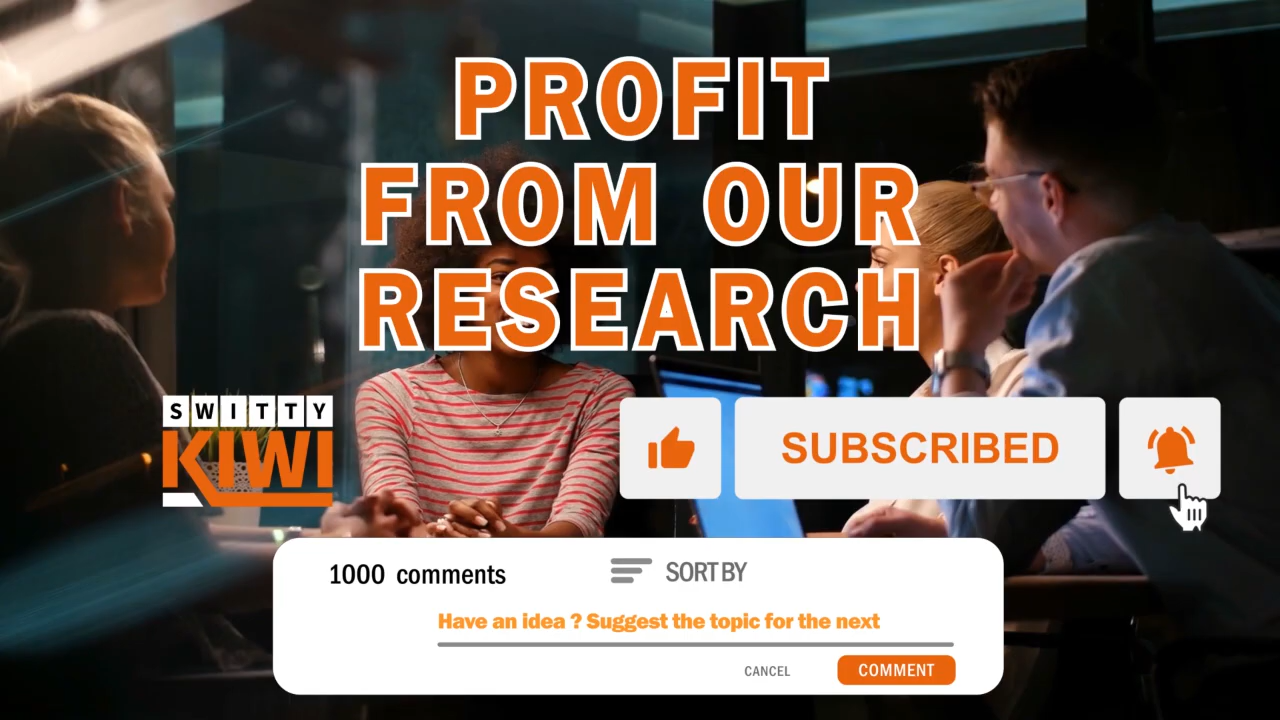 PROFIT
FROM OUR
RESEARCH
SWITTY
KIWI
SUBSCRIBED
1000 comments
SORT BY
Have an idea ? Suggest the topic for the next
CANCEL
COMMENT